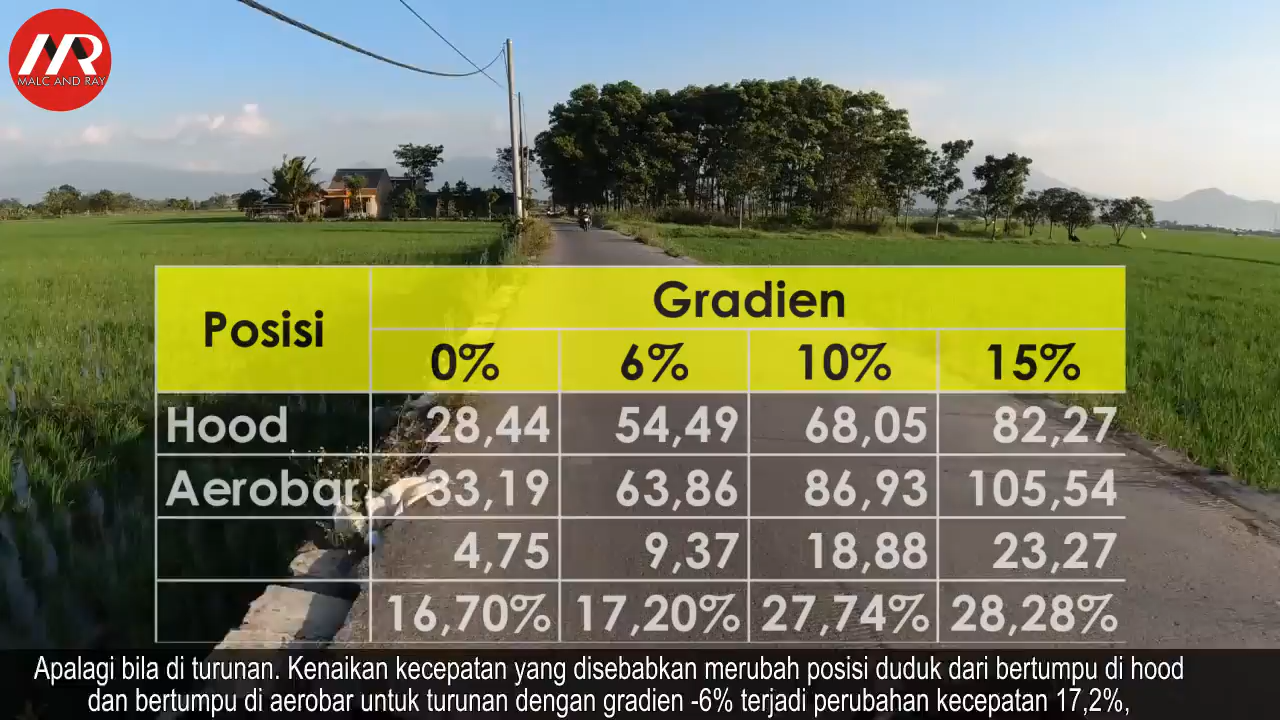 MR
MALC AND RAY
Posisi Gradien
0% 6% 10% 15%
Hood 28,44 54,49 68,05 82,27
Aerobar 33,19 63,86 86,93 105,54
4,75 9,37 18,88 23,27
16,70% 17,20% 27,74% 28,28%
Apalagi bila di turunan. Kenaikan kecepatan yang disebabkan merubah posisi duduk dari bertumpu di hood
dan bertumpu di aerobar untuk turunan dengan gradien -6% terjadi perubahan kecepatan 17,2%,